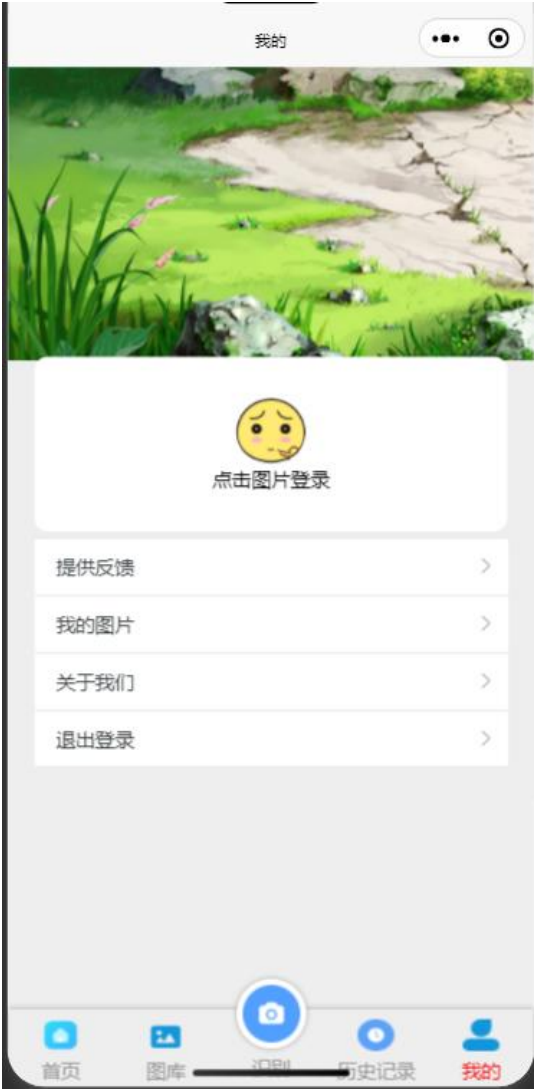 我的
点击图片登录
提供反馈
我的图片
关于我们
退出登录
首页
图库
识别
历史记录
我的